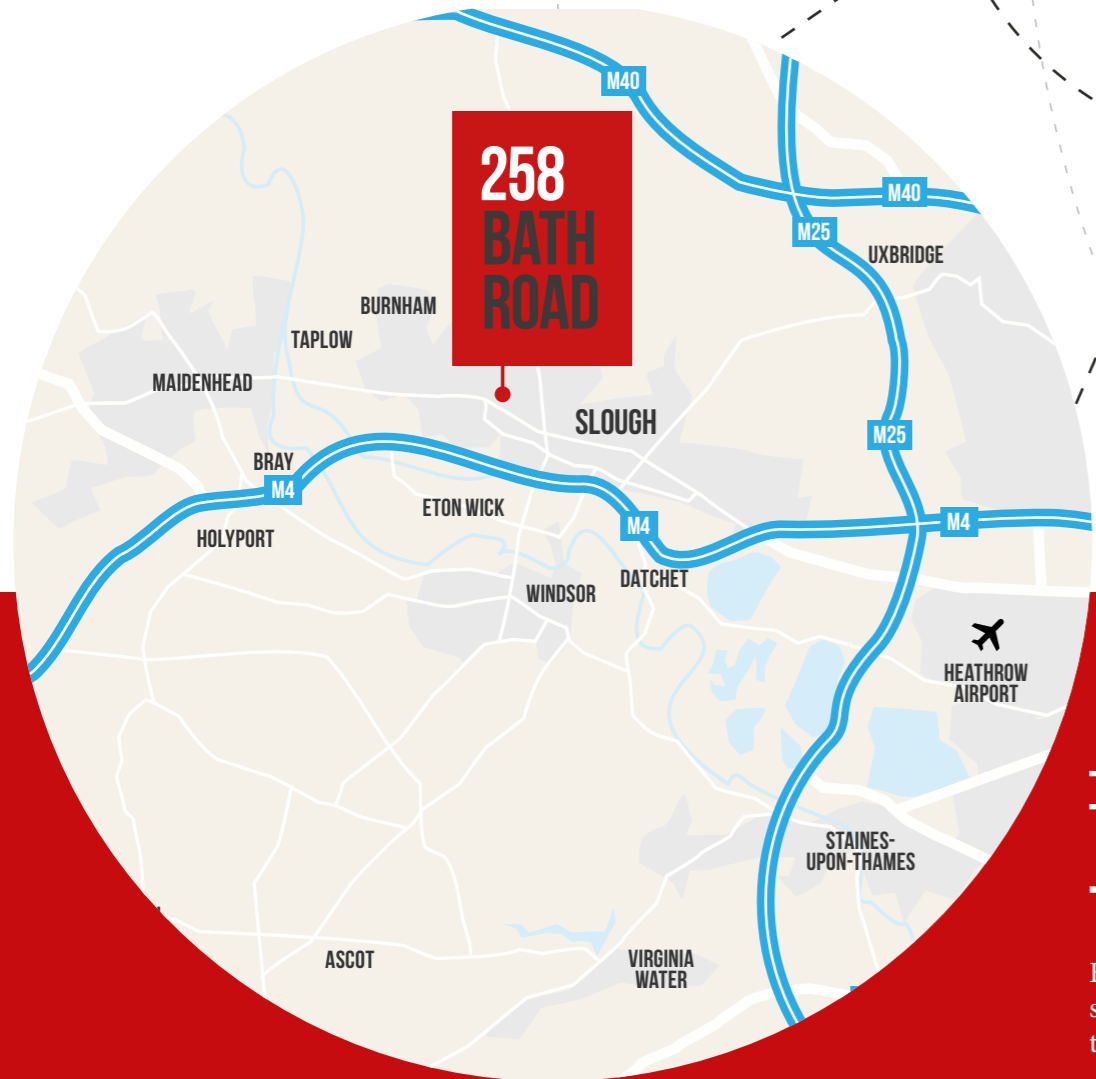 M40
258
BATH
ROAD
M40
M25
UXBRIDGE
BURNHAM
TAPLOW
MAIDENHEAD
SLOUGH
M25
BRAY
M4
ETON WICK
M4
M4
HOLYPORT
DATCHET
WINDSOR
HEATHROW
AIRPORT
STAINES-
UPON-THAMES
ASCOT
VIRGINIA
WATER